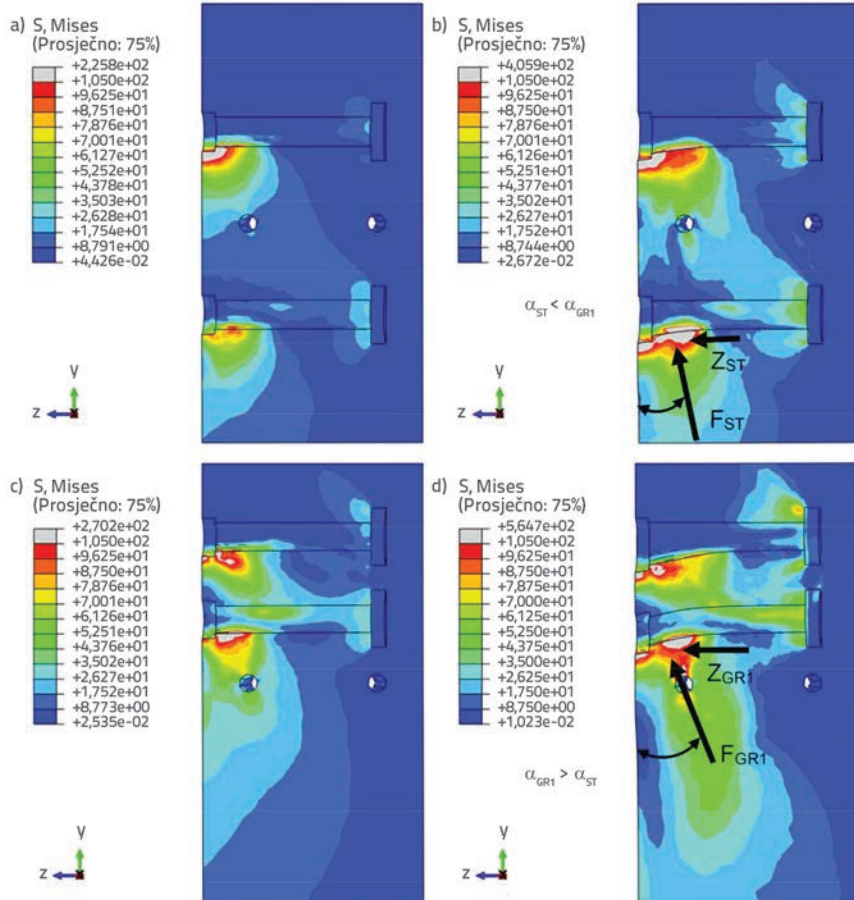 a) S, Mises
(Prosječno: 75%)
+2,258e+02
+1,050e+02
+9,625e+01
+8,751e+01
+7,876e+01
+7,001e+01
+6,127e+01
+5,252e+01
+4,378e+01
+3,503e+01
+2,628e+01
+1,754e+01
+8,791e+00
+4,426e-02
y
z
b) S, Mises
(Prosječno: 75%)
+4,059e+02
+1,050e+02
+9,625e+01
+8,750e+01
+7,876e+01
+7,001e+01
+6,126e+01
+5,251e+01
+4,377e+01
+3,502e+01
+2,627e+01
+1,752e+01
+8,744e+00
+2,672e-02
αST < αGR1
ZST
FST
y
z
c) S, Mises
(Prosječno: 75%)
+2,702e+02
+1,050e+02
+9,625e+01
+8,750e+01
+7,876e+01
+7,001e+01
+6,126e+01
+5,251e+01
+4,376e+01
+3,502e+01
+2,627e+01
+1,752e+01
+8,773e+00
+2,535e-02
y
z
d) S, Mises
(Prosječno: 75%)
+5,647e+02
+1,050e+02
+9,625e+01
+8,750e+01
+7,875e+01
+7,000e+01
+6,125e+01
+5,250e+01
+4,375e+01
+3,500e+01
+2,625e+01
+1,750e+01
+8,750e+00
+1,023e-02
ZGR1
FGR1
αGR1 > αST
y
z